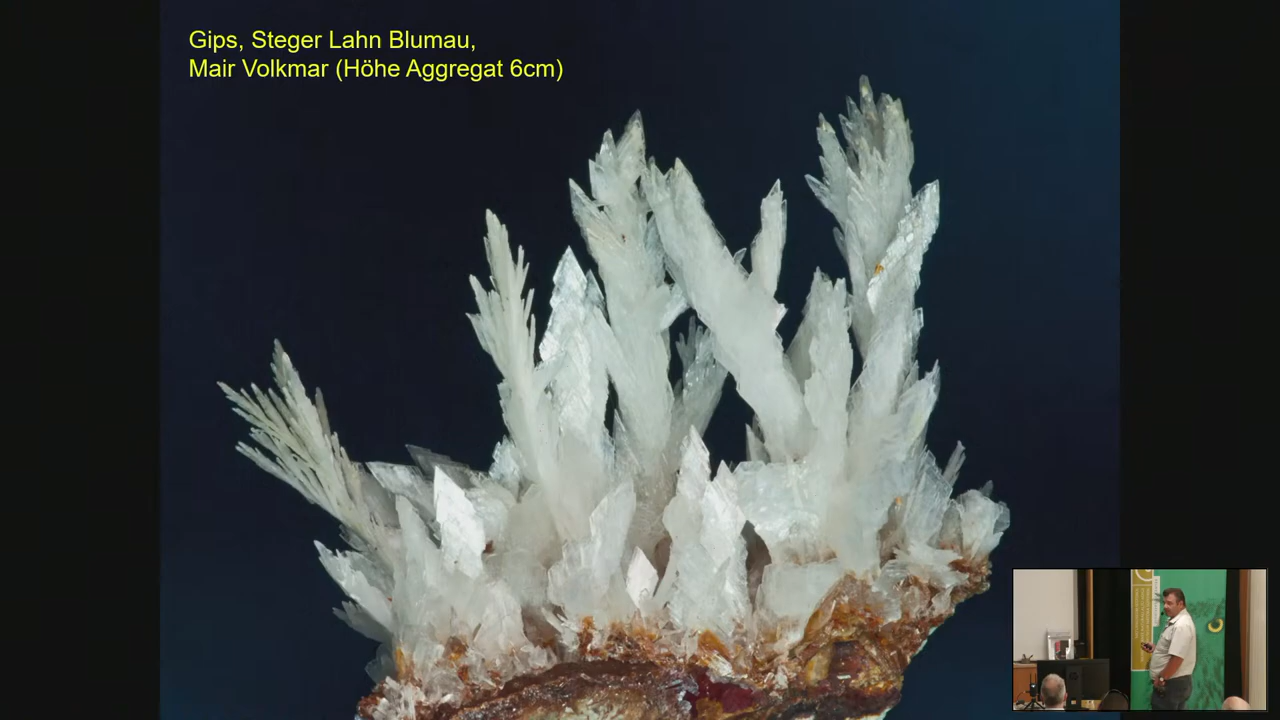 Gips, Steger Lahn Blumau,
Mair Volkmar (Höhe Aggregat 6cm)